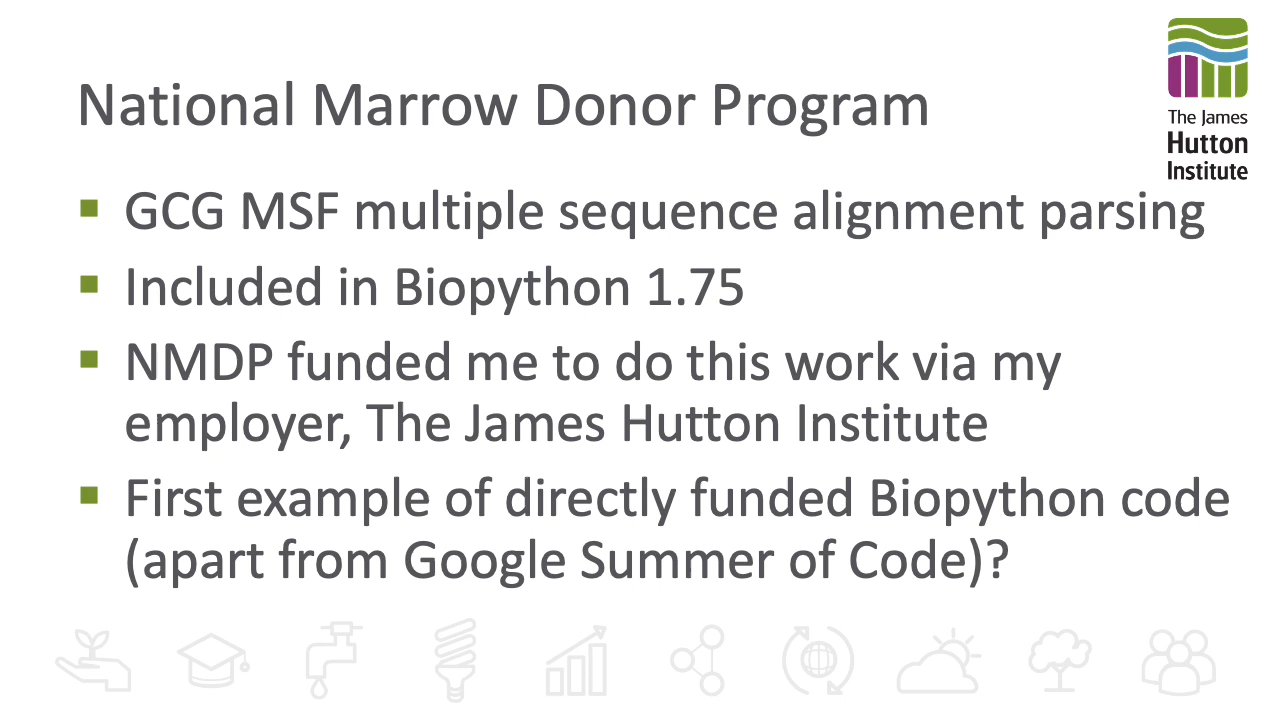 National Marrow Donor Program
The James
Hutton
Institute
▪ GCG MSF multiple sequence alignment parsing
▪ Included in Biopython 1.75
▪ NMDP funded me to do this work via my
employer, The James Hutton Institute
▪ First example of directly funded Biopython code
(apart from Google Summer of Code)?